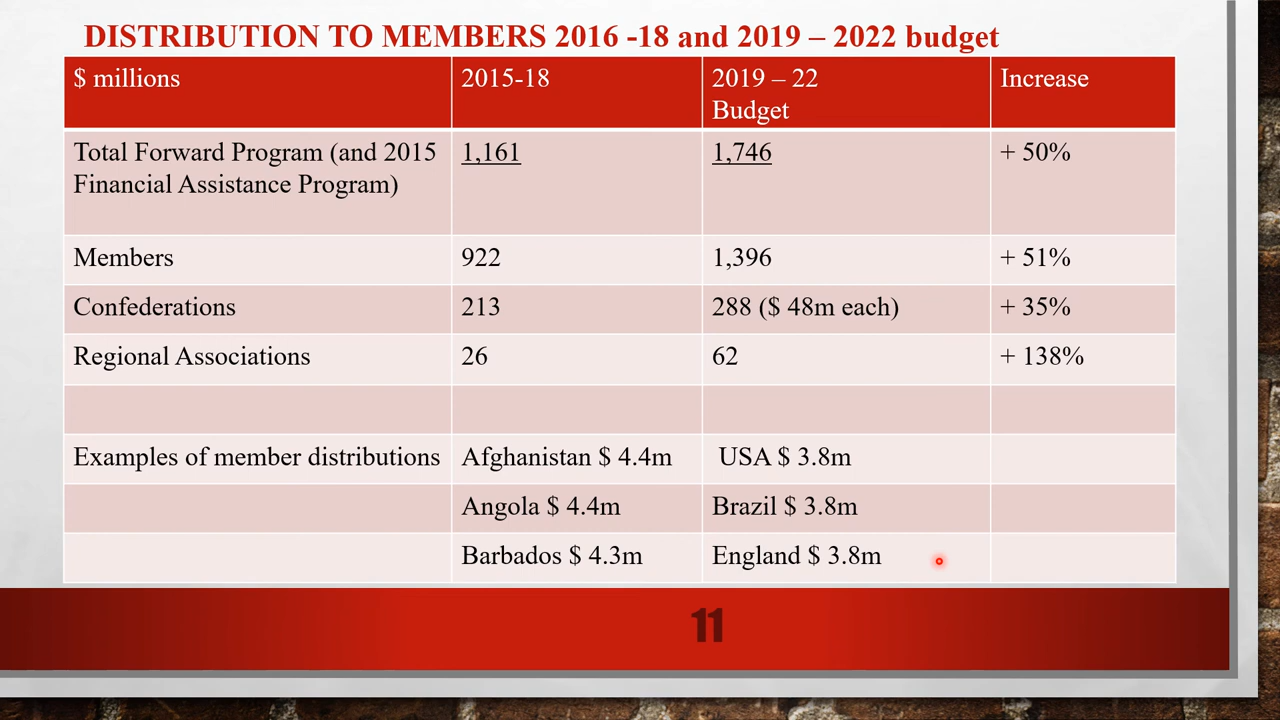 DISTRIBUTION TO MEMBERS 2016 -18 and 2019 – 2022 budget
$ millions 2015-18 2019 – 22 Increase
Budget
Total Forward Program (and 2015 1,161 1,746 + 50%
Financial Assistance Program)
Members 922 1,396 + 51%
Confederations 213 288 ($ 48m each) + 35%
Regional Associations 26 62 + 138%
Examples of member distributions Afghanistan $ 4.4m USA $ 3.8m
Angola $ 4.4m Brazil $ 3.8m
Barbados $ 4.3m England $ 3.8m
11